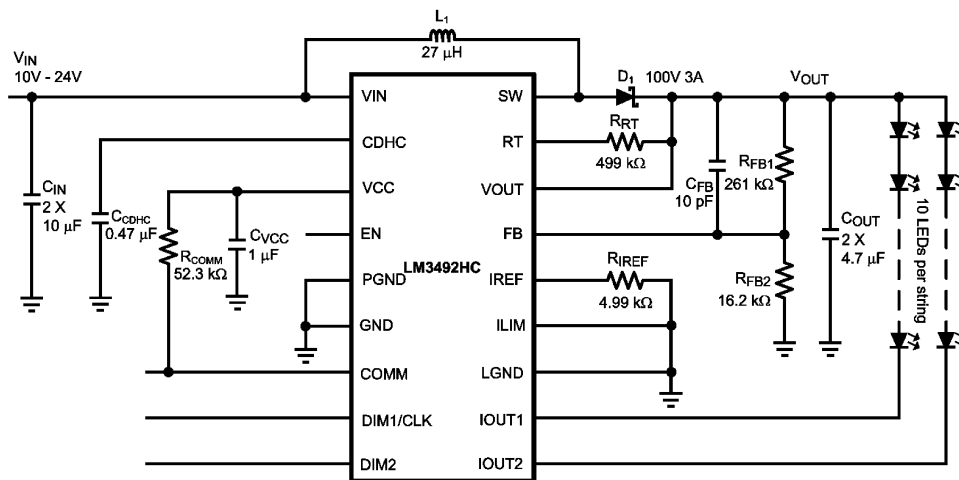 L1
27 µH
VIN
10V - 24V
D1
100V 3A
VOUT
VIN
SW
CDHC
RT
RRT
499 kΩ
VCC
VOUT
CFB
10 pF
RFB1
261 kΩ
CIN
2 X
10 µF
CCDHC
0.47 µF
RCOMM
52.3 kΩ
CVCC
1 µF
EN
FB
COUT
2 X
4.7 µF
10 LEDs per string
LM3492HC
PGND
IREF
RIREF
4.99 kΩ
RFB2
16.2 kΩ
GND
ILIM
COMM
LGND
DIM1/CLK
IOUT1
DIM2
IOUT2